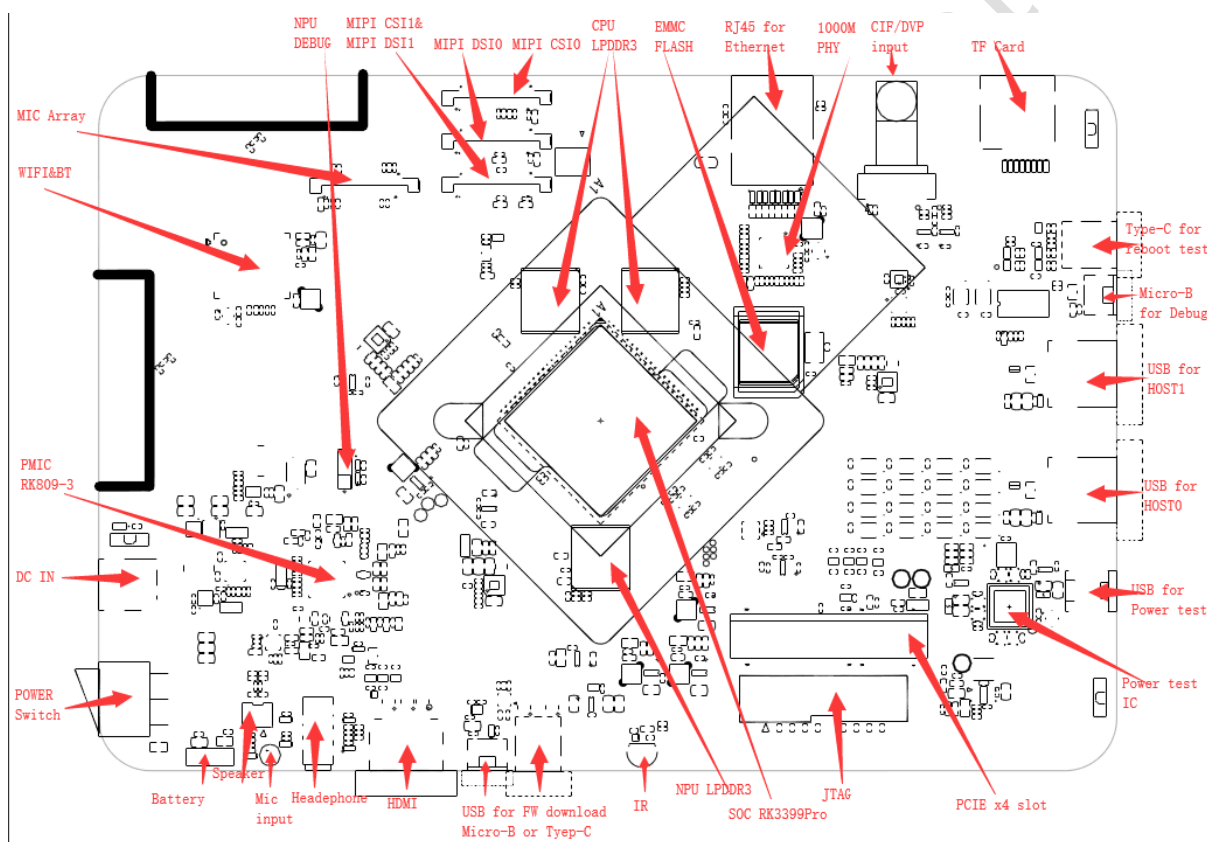 NPU
DEBUG
MIPI CSI1&
MIPI DSI1
MIPI DSI0
MIPI CSI0
CPU
LPDDR3
EMMC
FLASH
RJ45 for
Ethernet
1000M
PHY
CIF/DVP
input
TF Card
MIC Array
WIFI&BT
A1
A1
Type-C for
reboot test
Micro-B
for Debug
USB for
HOST1
PMIC
RK809-3
USB for
HOST0
DC IN
USB for
Power test
POWER
Switch
Power test
IC
Speaker
Battery
Mic
input
Headephone
HDMI
USB for FW download
Micro-B or Tyep-C
IR
NPU LPDDR3
SOC RK3399Pro
JTAG
PCIE x4 slot